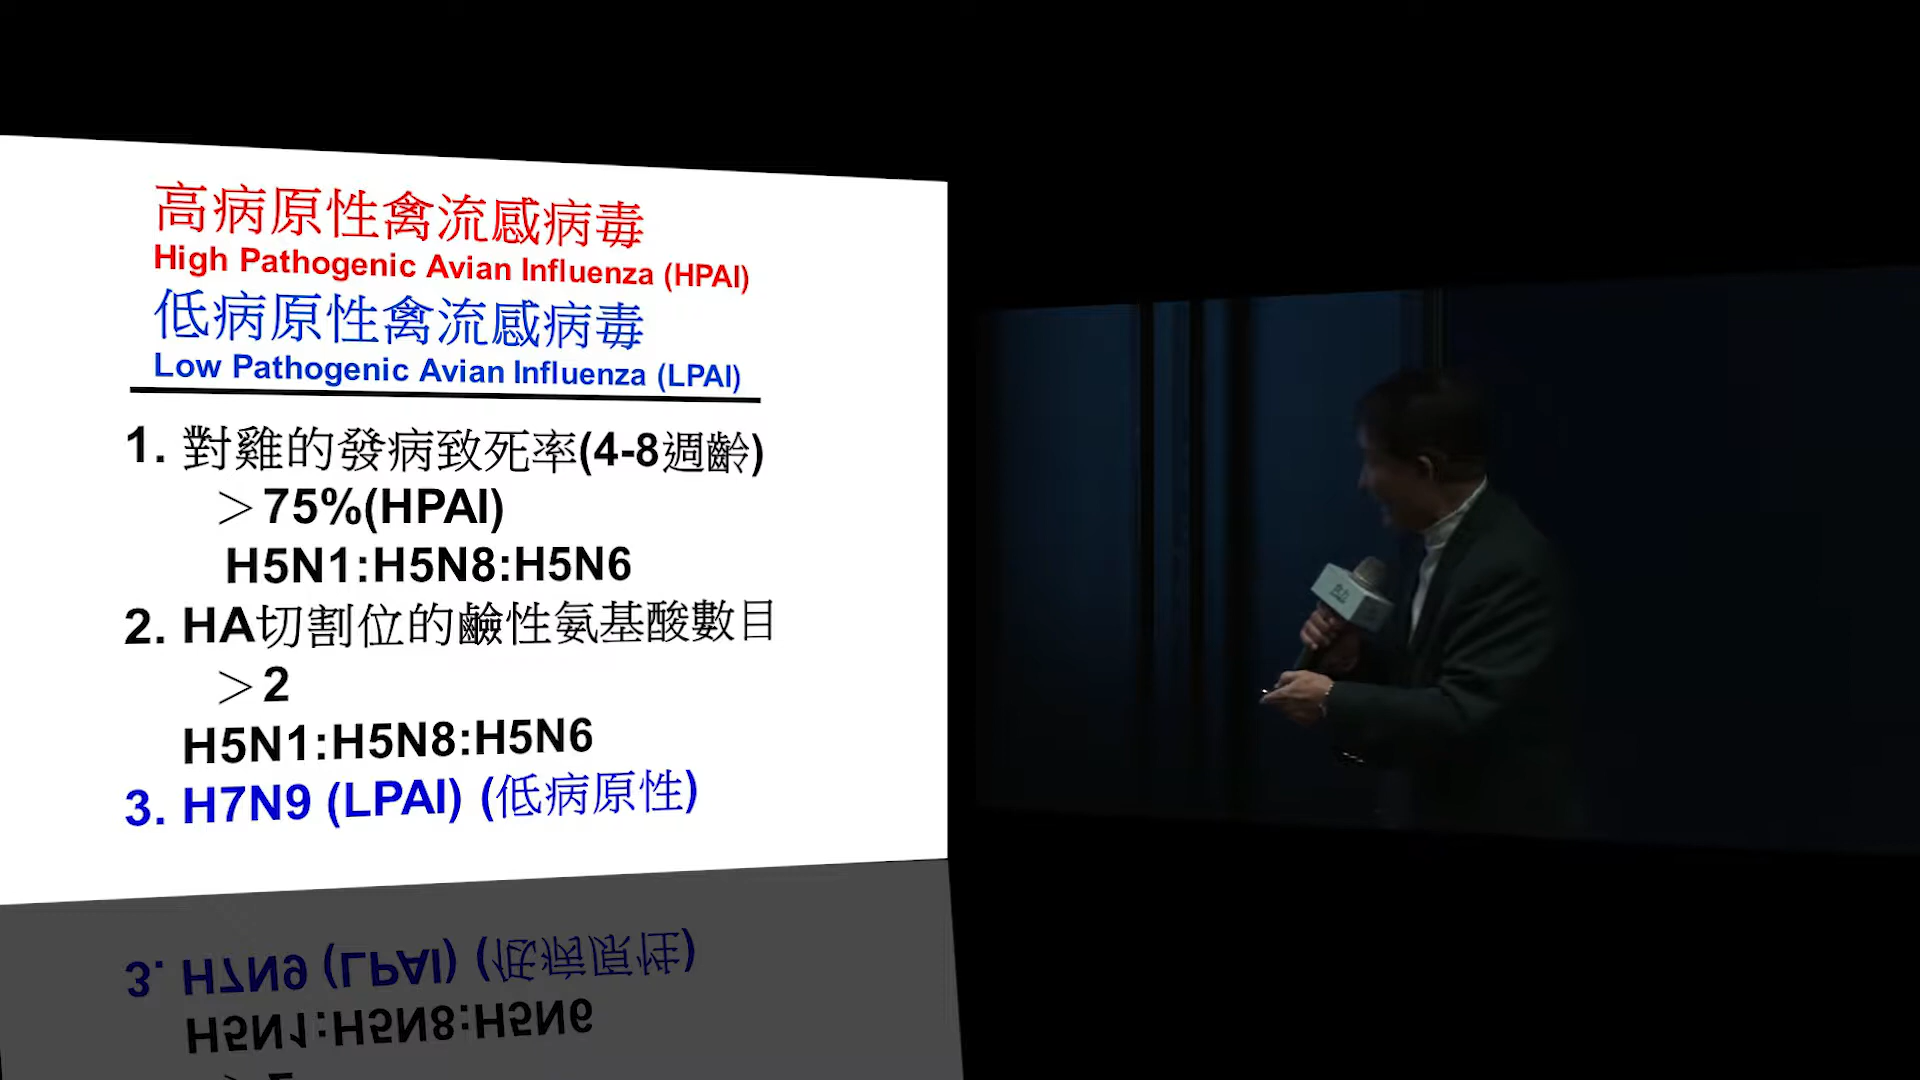 高病原性禽流感病毒
High Pathogenic Avian Influenza (HPAI)
低病原性禽流感病毒
Low Pathogenic Avian Influenza (LPAI)
1. 對雞的發病致死率(4-8週齡)
＞75%(HPAI)
H5N1:H5N8:H5N6
2. HA切割位的鹼性氨基酸數目
＞2
H5N1:H5N8:H5N6
3. H7N9 (LPAI) (低病原性)